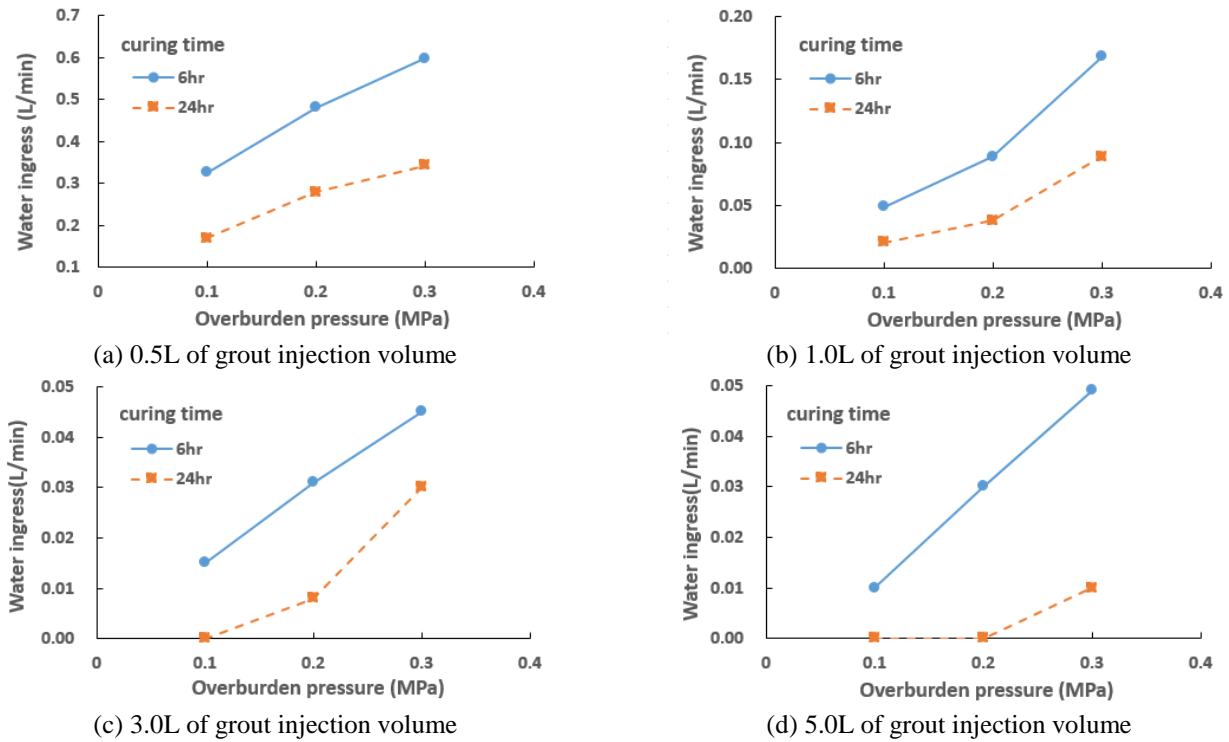 curing time
6hr
24hr
Water ingress (L/min)
0.7
0.6
0.5
0.4
0.3
0.2
0.1
0
0.1
0.2
0.3
0.4
Overburden pressure (MPa)
(a) 0.5L of grout injection volume
curing time
6hr
24hr
Water ingress (L/min)
0.20
0.15
0.10
0.05
0.00
0
0.1
0.2
0.3
0.4
Overburden pressure (MPa)
(b) 1.0L of grout injection volume
curing time
6hr
24hr
Water ingress(L/min)
0.05
0.04
0.03
0.02
0.01
0.00
0
0.1
0.2
0.3
0.4
Overburden pressure (MPa)
(c) 3.0L of grout injection volume
curing time
6hr
24hr
Water ingress(L/min)
0.05
0.04
0.03
0.02
0.01
0.00
0
0.1
0.2
0.3
0.4
Overburden pressure (MPa)
(d) 5.0L of grout injection volume